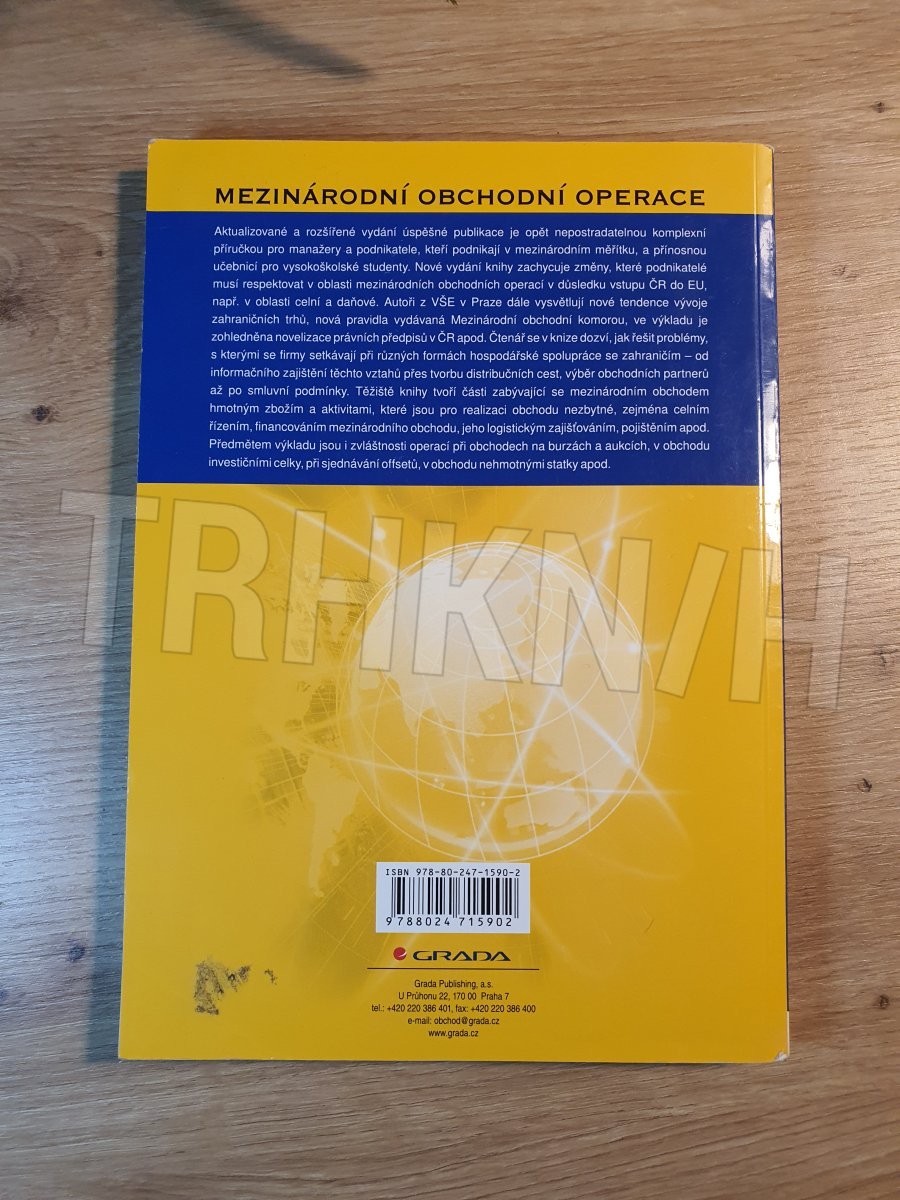 MEZINÁRODNÍ OBCHODNÍ OPERACE
Aktualizované a rozšířené vydání úspěšné publikace je opět nepostradatelnou komplexní
příručkou pro manažery a podnikatele, kteří podnikají v mezinárodním měřítku, a přínosnou
učebnicí pro vysokoškolské studenty. Nové vydání knihy zachycuje změny, které podnikatelé
musí respektovat v oblasti mezinárodních obchodních operací v důsledku vstupu ČR do EU,
např. v oblasti celní a daňové. Autoři z VŠE v Praze dále vysvětlují nové tendence vývoje
zahraničních trhů, nová pravidla vydávaná Mezinárodní obchodní komorou, ve výkladu je
zohledněna novelizace právních předpisů v ČR apod. Čtenář se v knize dozví, jak řešit problémy,
s kterými se firmy setkávají při různých formách hospodářské spolupráce se zahraničím – od
informačního zajištění těchto vztahů přes tvorbu distribučních cest, výběr obchodních partnerů
až po smluvní podmínky. Těžiště knihy tvoří části zabývající se mezinárodním obchodem
hmotným zbožím a aktivitami, které jsou pro realizaci obchodu nezbytné, zejména celním
řízením, financováním mezinárodního obchodu, jeho logistickým zajišťováním, pojištěním apod.
Předmětem výkladu jsou i zvláštnosti operací při obchodech na burzách a aukcích, v obchodu
investičními celky, při sjednávání offsetů, v obchodu nehmotnými statky apod.
TRHKNIH
ISBN 978-80-247-1590-2
9788024715902
GRADA
Grada Publishing, a.s.
U Průhonu 22, 170 00 Praha 7
tel.: +420 220 386 401, fax: +420 220 386 400
e-mail: obchod@grada.cz
www.grada.cz